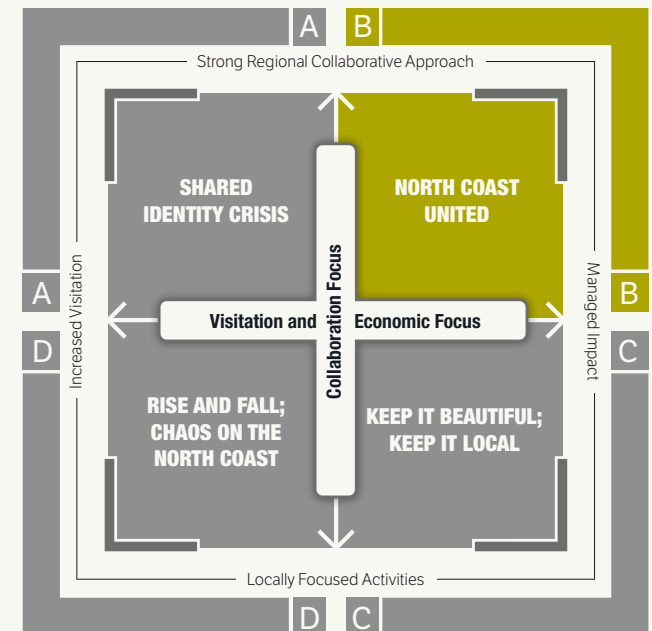 A B
Strong Regional Collaborative Approach
SHARED
IDENTITY CRISIS
NORTH COAST
UNITED
Increased Visitation
Managed Impact
A
B
Collaboration Focus
Visitation and Economic Focus
D
C
RISE AND FALL;
CHAOS ON THE
NORTH COAST
KEEP IT BEAUTIFUL;
KEEP IT LOCAL
Locally Focused Activities
D C